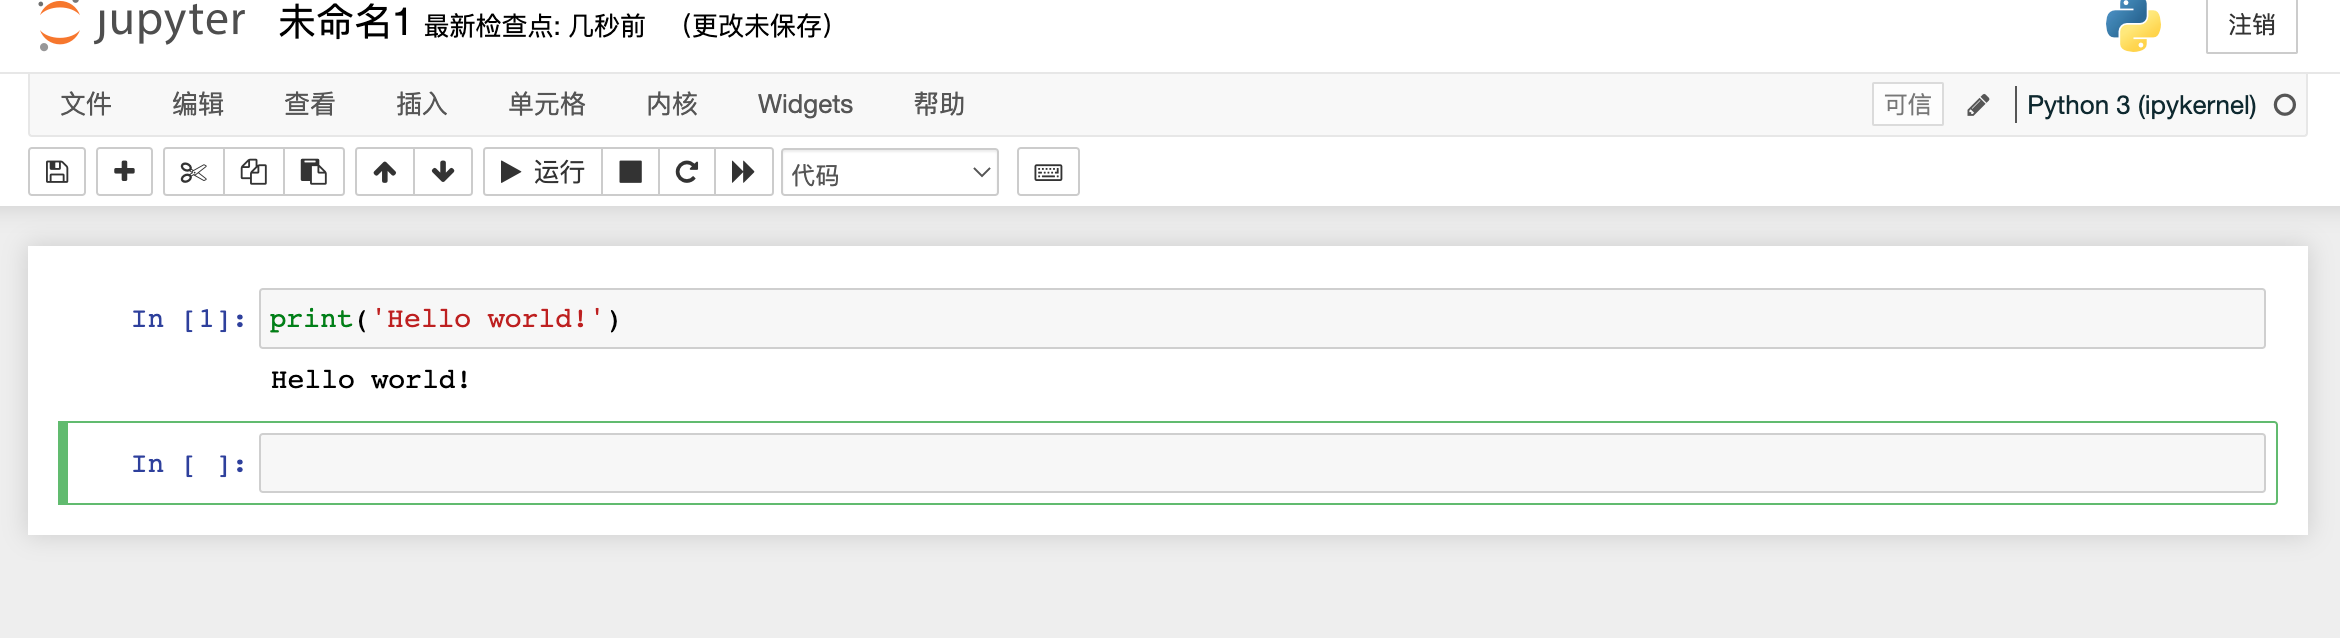 jupyter 未命名1 最新检查点: 几秒前 (更改未保存) 注销
文件 编辑 查看 插入 单元格 内核 Widgets 帮助 可信 Python 3 (ipykernel)
运行 代码
In [1]: print('Hello world!')
Hello world!
In [ ]: